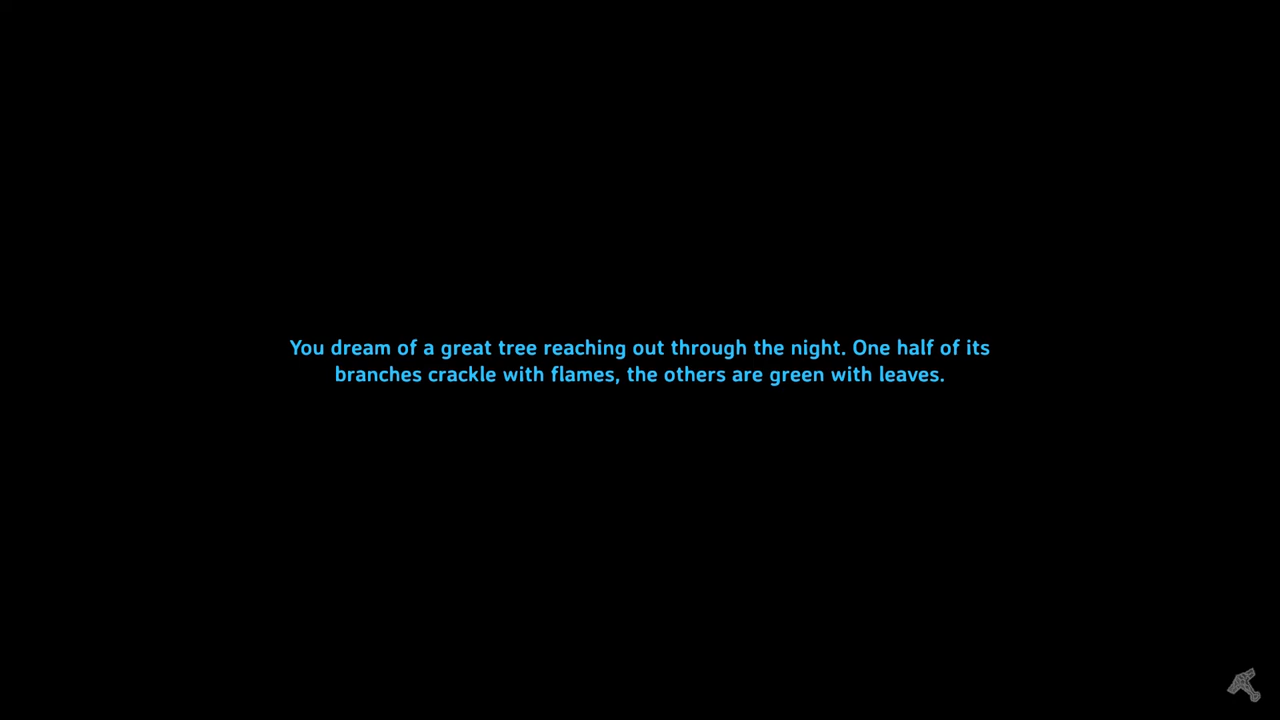 You dream of a great tree reaching out through the night. One half of its
branches crackle with flames, the others are green with leaves.